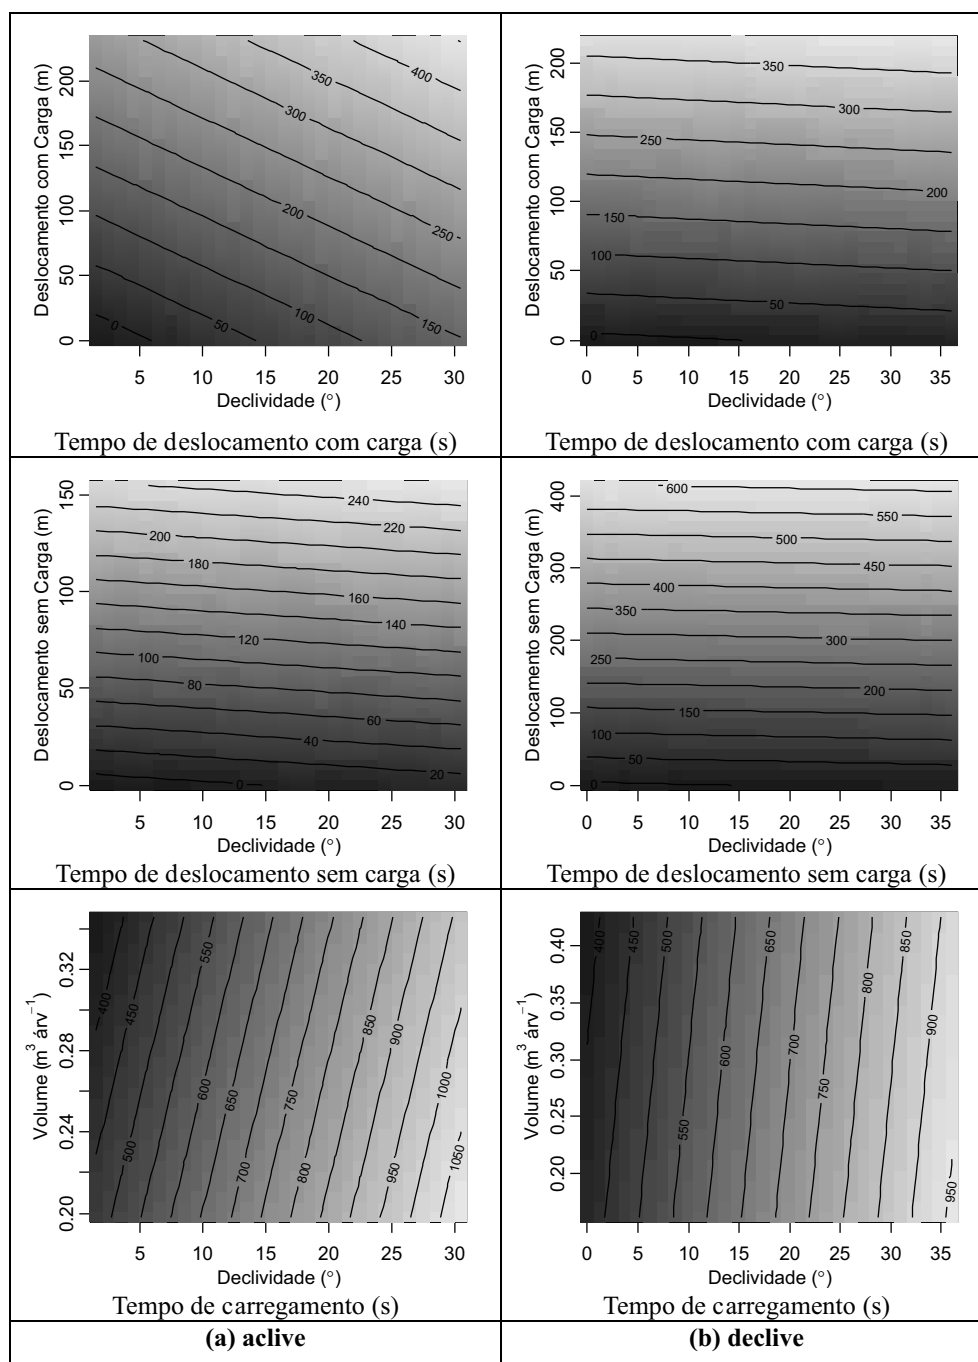 Deslocamento com Carga (m)
0 50 100 150 200
0 50 100 150 200 250 300 350 400
5 10 15 20 25 30
Declividade (°)
Tempo de deslocamento com carga (s)
Deslocamento com Carga (m)
0 50 100 150 200
0 50 100 150 200 250 300 350
0 5 10 15 20 25 30 35
Declividade (°)
Tempo de deslocamento com carga (s)
Deslocamento sem Carga (m)
0 50 100 150
0 20 40 60 80 100 120 140 160 180 200 220 240
5 10 15 20 25 30
Declividade (°)
Tempo de deslocamento sem carga (s)
Deslocamento sem Carga (m)
0 100 200 300 400
0 50 100 150 200 250 300 350 400 450 500 550 600
0 5 10 15 20 25 30 35
Declividade (°)
Tempo de deslocamento sem carga (s)
Volume (m³ árv⁻¹)
0.20 0.24 0.28 0.32
400 450 500 550 600 650 700 750 800 850 900 950 1000 1050
5 10 15 20 25 30
Declividade (°)
Tempo de carregamento (s)
Volume (m³ árv⁻¹)
0.20 0.25 0.30 0.35 0.40
400 450 500 550 600 650 700 750 800 850 900 950
0 5 10 15 20 25 30 35
Declividade (°)
Tempo de carregamento (s)
(a) aclive
(b) declive